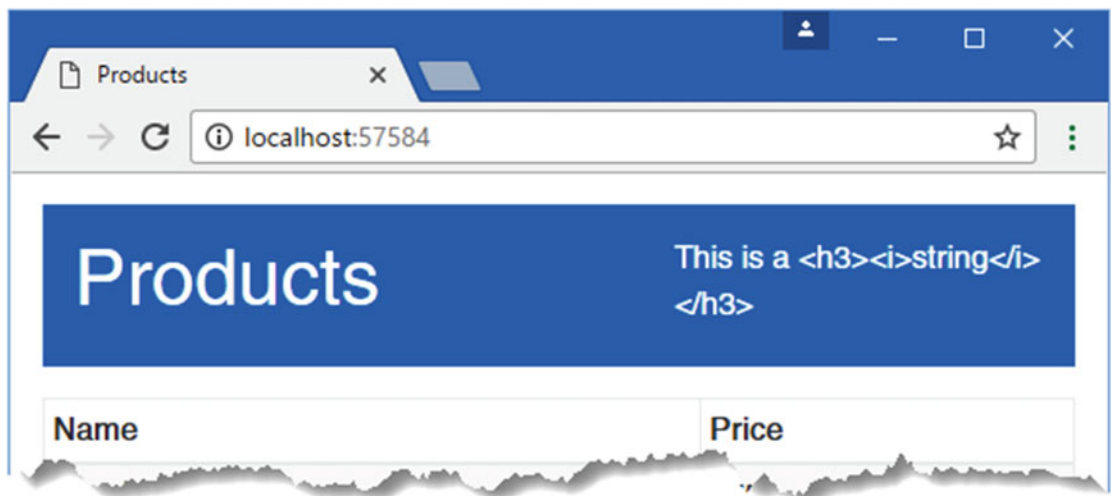 Products
localhost:57584
Products
This is a <h3><i>string</i>
</h3>
Name Price